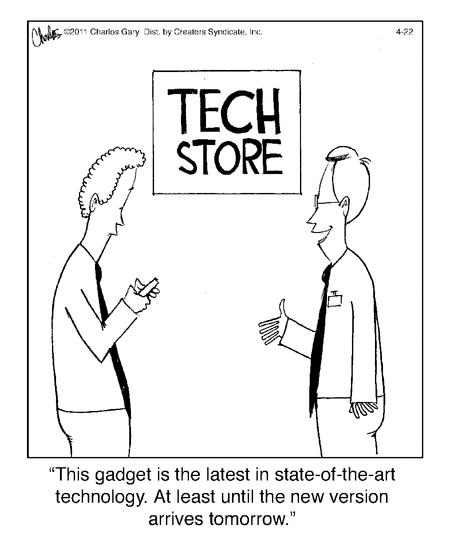 Charles ©2011 Charlos Gary Dist. by Creators Syndicate, Inc. 4-22
TECH
STORE
“This gadget is the latest in state-of-the-art
technology. At least until the new version
arrives tomorrow.”